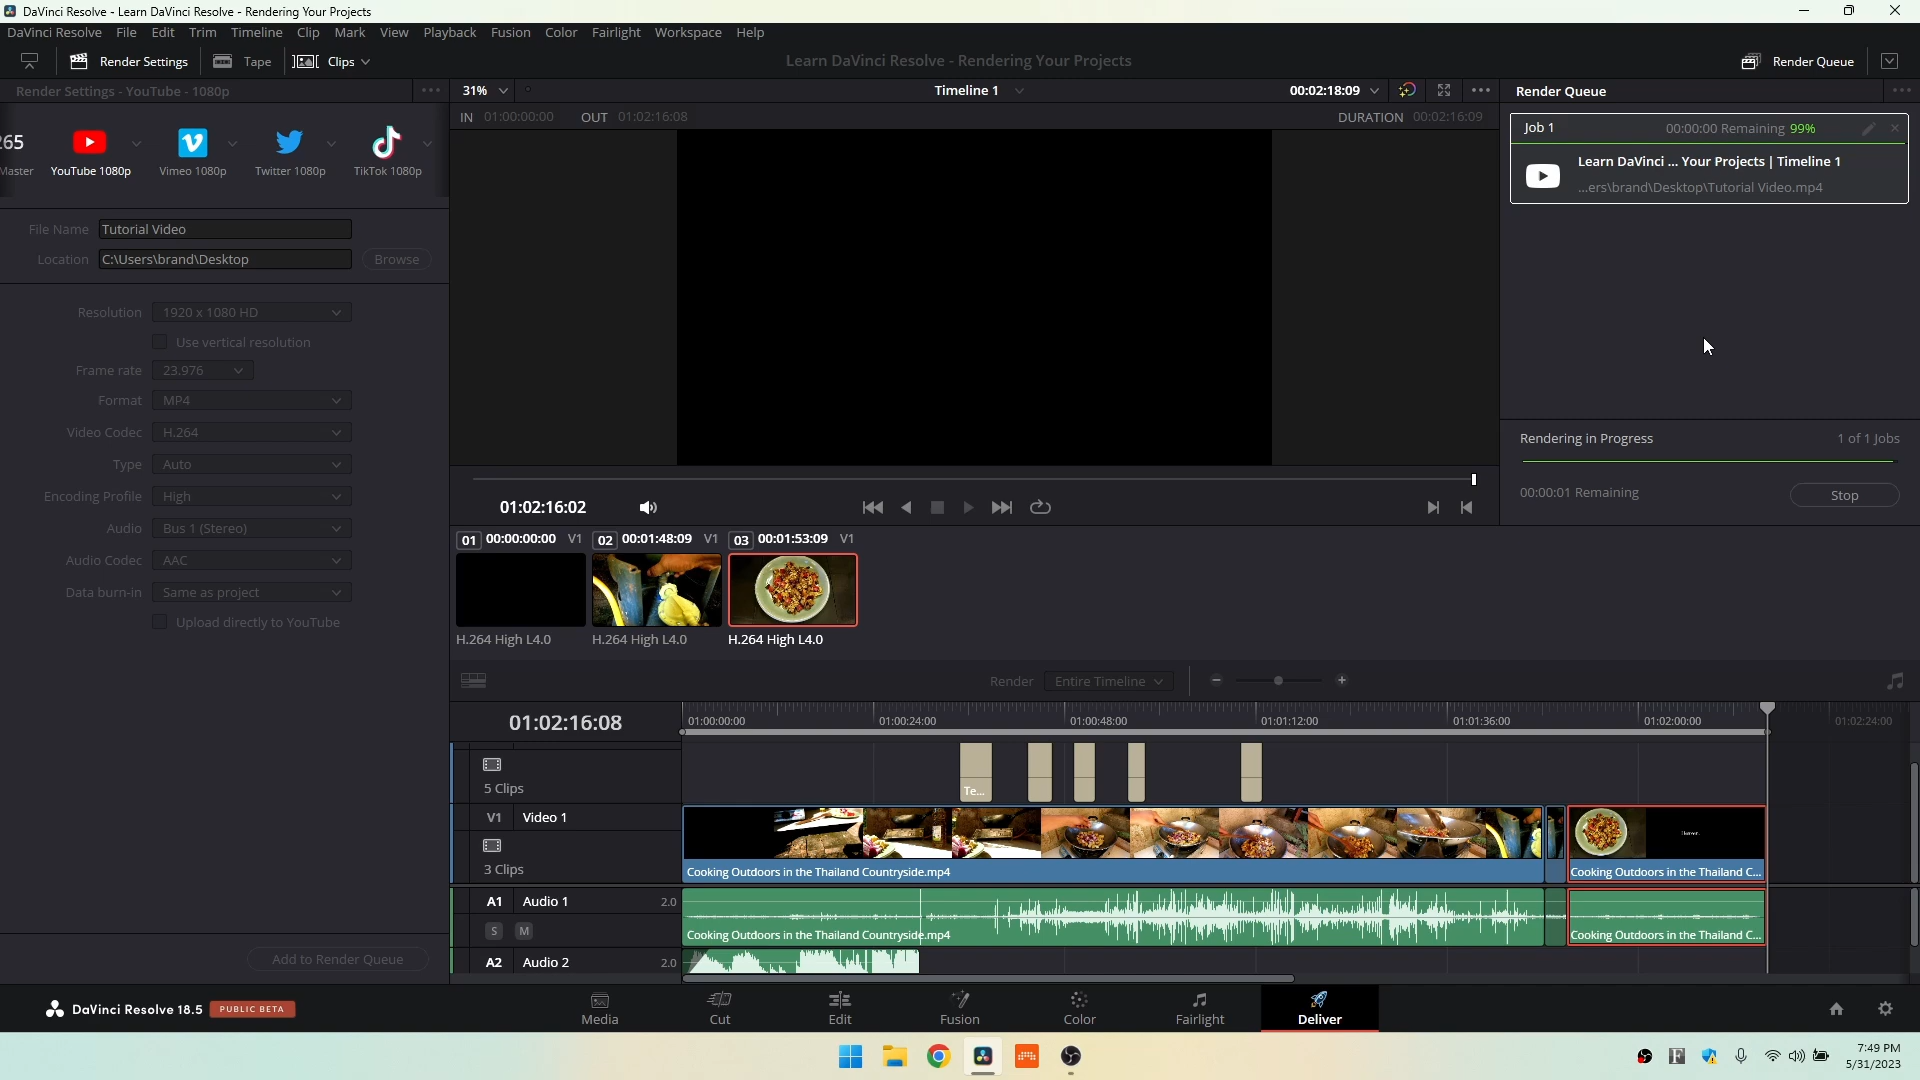 DaVinci Resolve - Learn DaVinci Resolve - Rendering Your Projects
DaVinci Resolve File Edit Trim Timeline Clip Mark View Playback Fusion Color Fairlight Workspace Help
Render Settings Tape Clips Learn DaVinci Resolve - Rendering Your Projects Render Queue
Render Settings - YouTube - 1080p 31% Timeline 1 00:02:18:09 Render Queue
IN 01:00:00:00 OUT 01:02:16:08 DURATION 00:02:16:09
Job 1 00:00:00 Remaining 99%
Learn DaVinci ... Your Projects | Timeline 1
...ers\brand\Desktop\Tutorial Video.mp4
265
Master YouTube 1080p Vimeo 1080p Twitter 1080p TikTok 1080p
File Name Tutorial Video
Location C:\Users\brand\Desktop Browse
Resolution 1920 x 1080 HD
Use vertical resolution
Frame rate 23.976
Format MP4
Video Codec H.264
Type Auto
Encoding Profile High
Audio Bus 1 (Stereo)
Audio Codec AAC
Data burn-in Same as project
Upload directly to YouTube
Add to Render Queue
Rendering in Progress 1 of 1 Jobs
00:00:01 Remaining Stop
01:02:16:02
01 00:00:00:00 V1 02 00:01:48:09 V1 03 00:01:53:09 V1
H.264 High L4.0 H.264 High L4.0 H.264 High L4.0
Render Entire Timeline
01:02:16:08 01:00:00:00 01:00:24:00 01:00:48:00 01:01:12:00 01:01:36:00 01:02:00:00 01:02:24:00
5 Clips Te...
V1 Video 1
3 Clips
Cooking Outdoors in the Thailand Countryside.mp4 Cooking Outdoors in the Thailand C...
A1 Audio 1 2.0
S M
Cooking Outdoors in the Thailand Countryside.mp4 Cooking Outdoors in the Thailand C...
A2 Audio 2 2.0
DaVinci Resolve 18.5 PUBLIC BETA
Media Cut Edit Fusion Color Fairlight Deliver
7:49 PM
5/31/2023